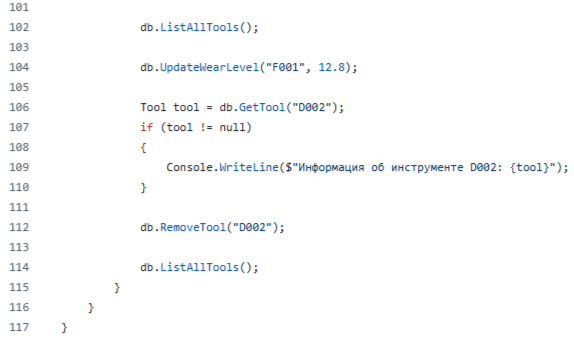 101
102 db.ListAllTools();
103
104 db.UpdateWearLevel("F001", 12.8);
105
106 Tool tool = db.GetTool("D002");
107 if (tool != null)
108 {
109 Console.WriteLine($"Информация об инструменте D002: {tool}");
110 }
111
112 db.RemoveTool("D002");
113
114 db.ListAllTools();
115 }
116 }
117 }